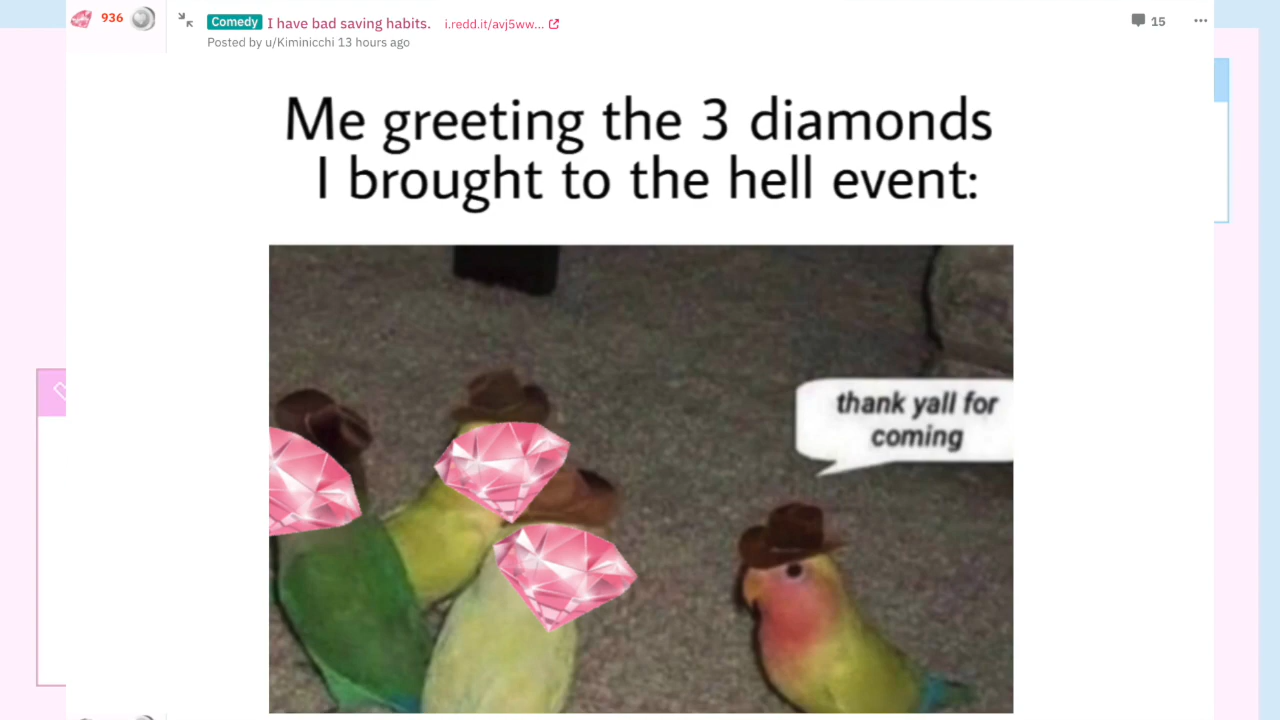 936
Comedy I have bad saving habits. i.redd.it/avj5ww...
15
Posted by u/Kiminicchi 13 hours ago
Me greeting the 3 diamonds
I brought to the hell event:
thank yall for
coming